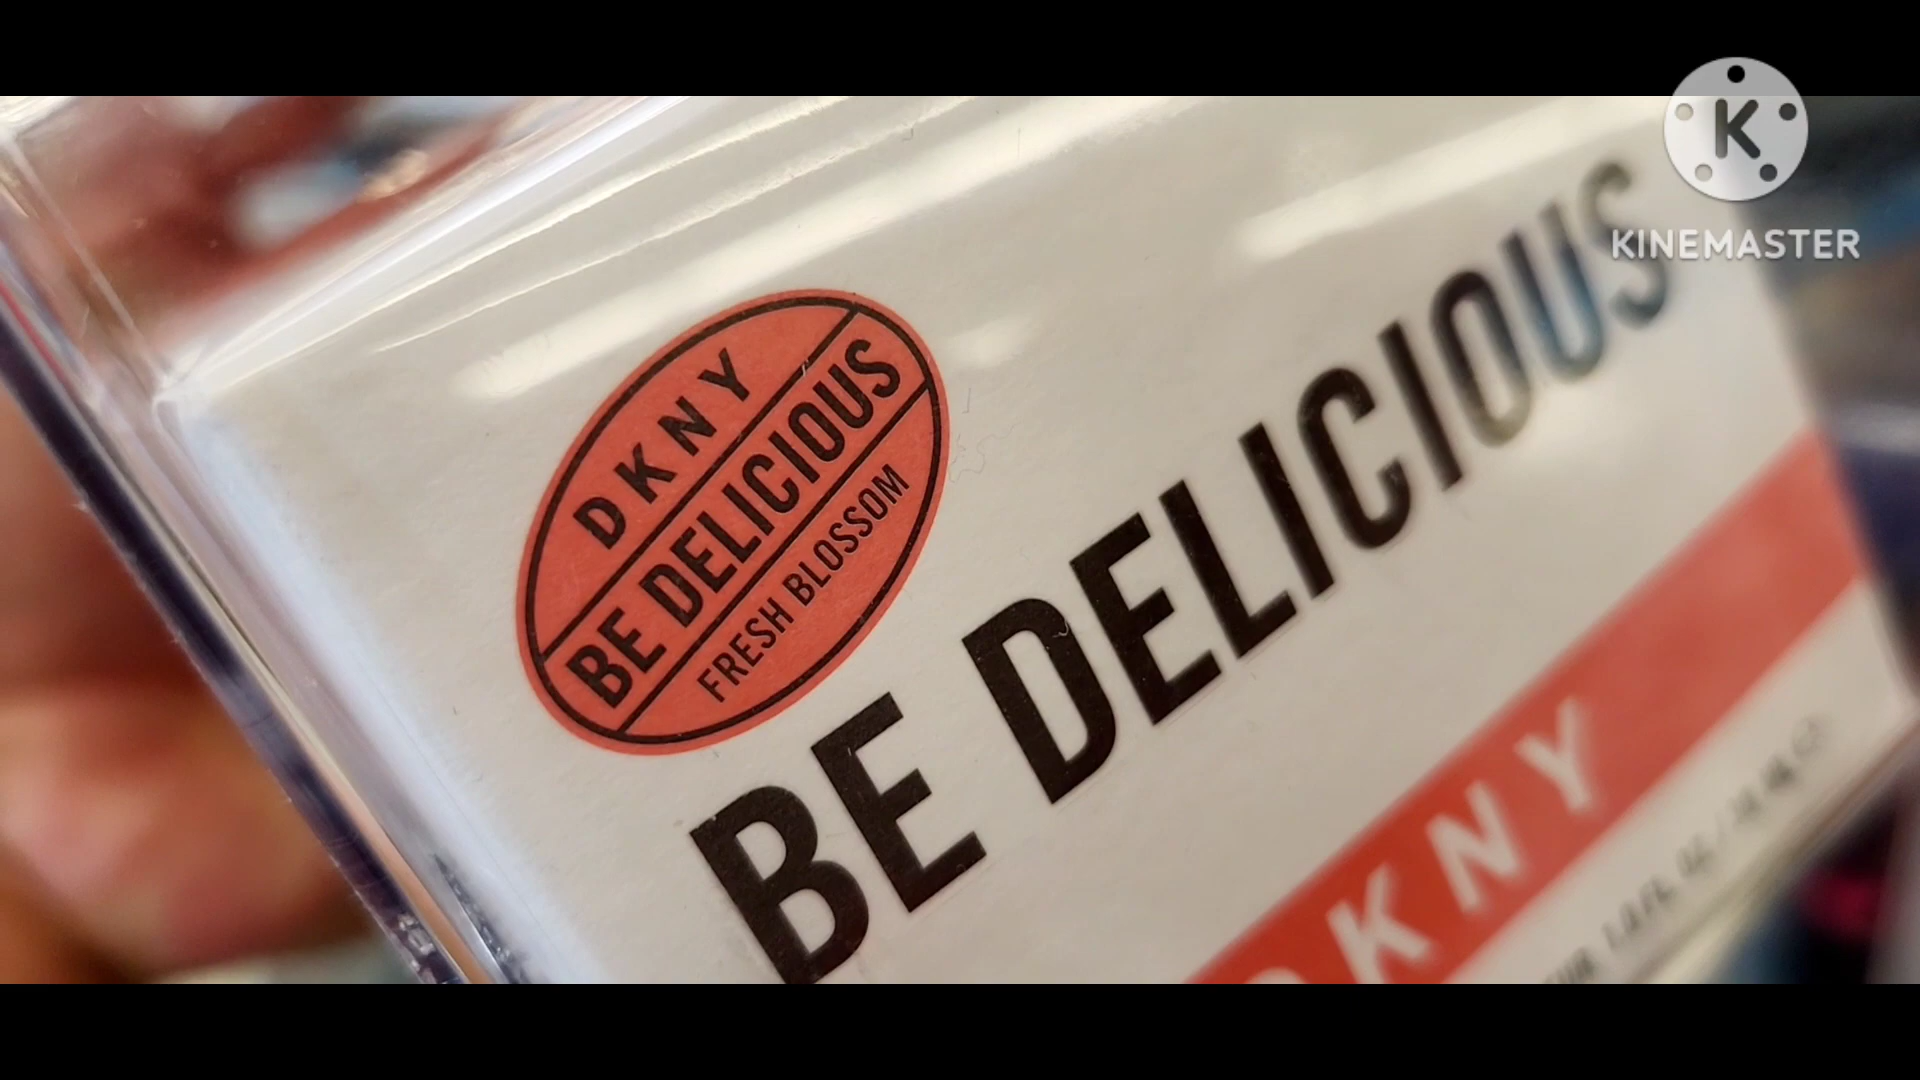 K
KINEMASTER
DKNY
BE DELICIOUS
FRESH BLOSSOM
BE DELICIOUS
DKNY